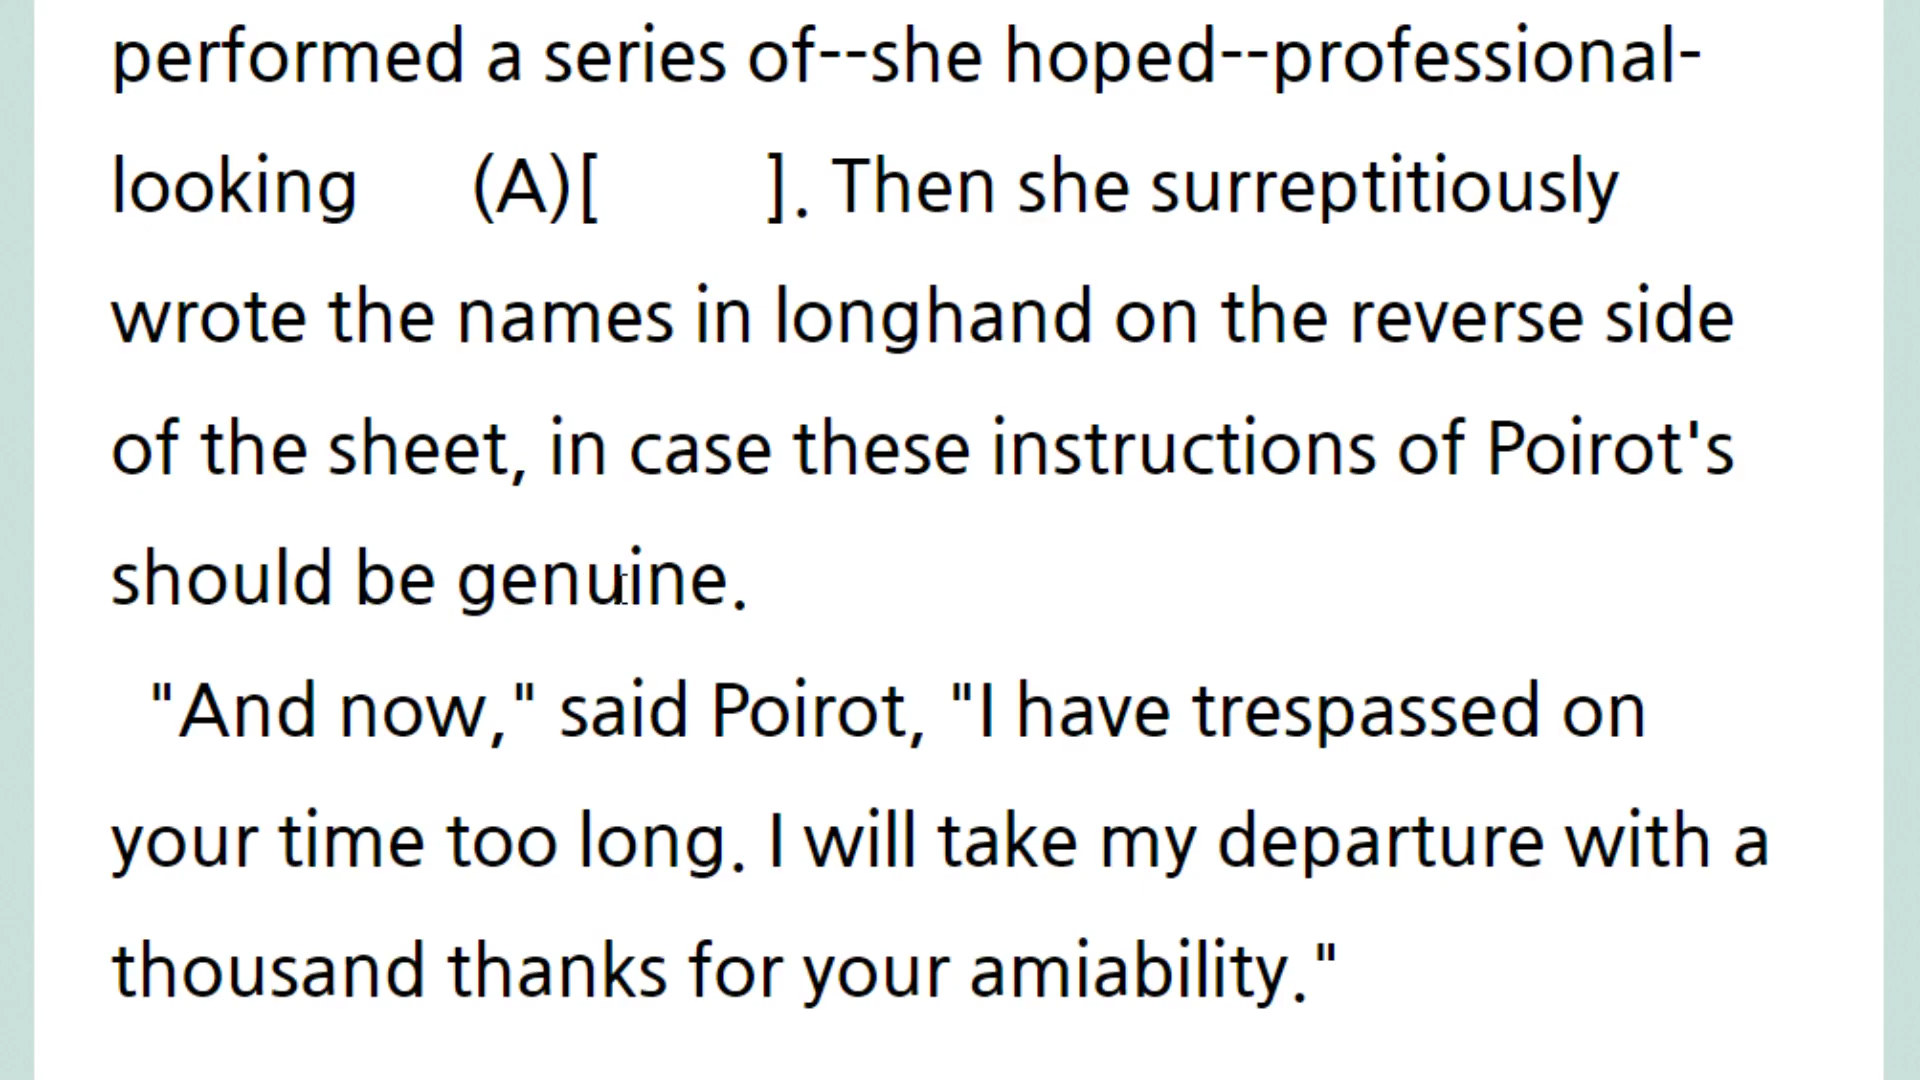 performed a series of--she hoped--professional-
looking (A)[ ]. Then she surreptitiously
wrote the names in longhand on the reverse side
of the sheet, in case these instructions of Poirot's
should be genuine.
"And now," said Poirot, "I have trespassed on
your time too long. I will take my departure with a
thousand thanks for your amiability."